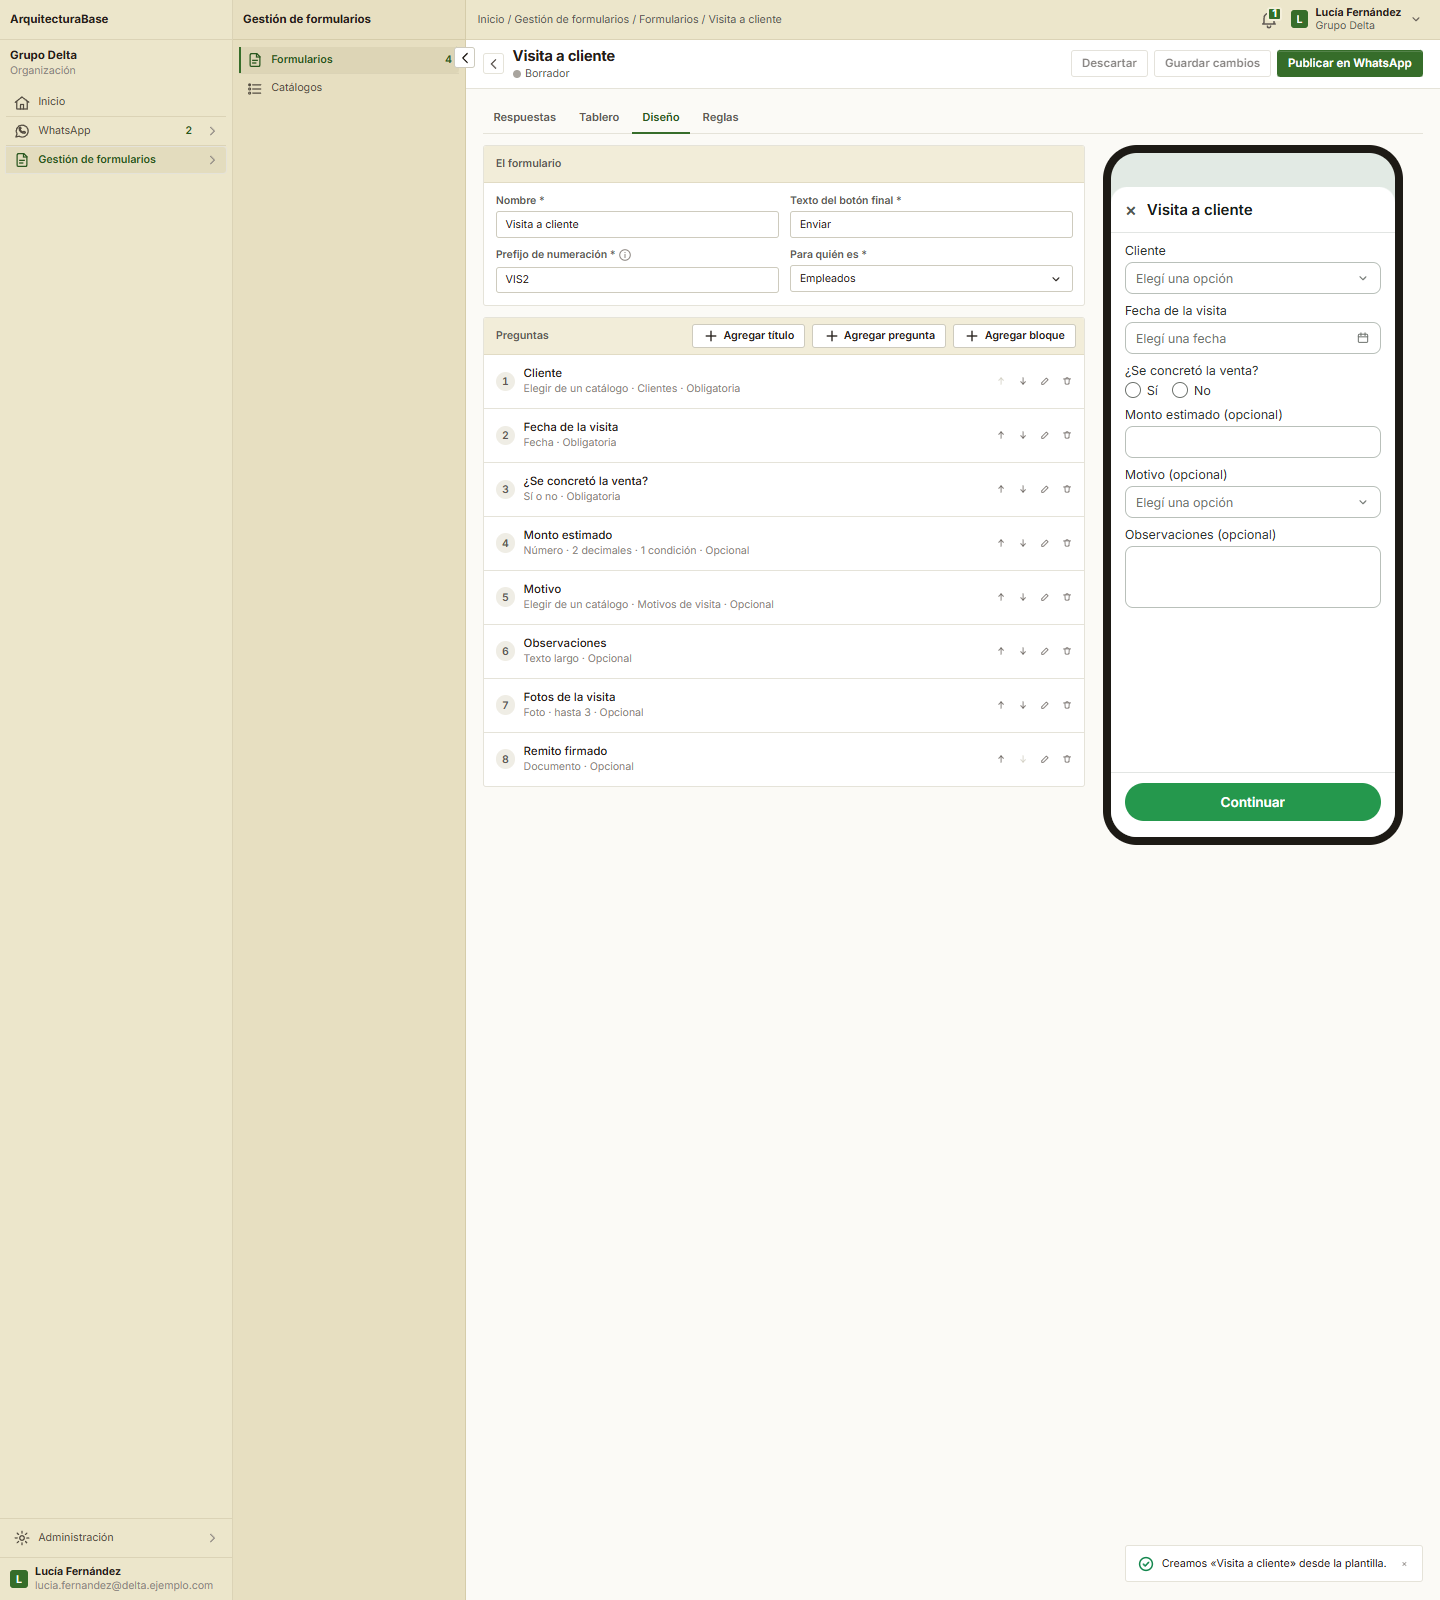 ArquitecturaBase
Grupo Delta
Organización
Inicio
WhatsApp 2
Gestión de formularios
Administración
L Lucía Fernández
lucia.fernandez@delta.ejemplo.com
Gestión de formularios
Formularios 4
Catálogos
Inicio / Gestión de formularios / Formularios / Visita a cliente
1
L Lucía Fernández
Grupo Delta
Visita a cliente
Borrador
Descartar Guardar cambios Publicar en WhatsApp
Respuestas Tablero Diseño Reglas
El formulario
Nombre * Texto del botón final *
Visita a cliente Enviar
Prefijo de numeración * Para quién es *
VIS2 Empleados
Preguntas Agregar título Agregar pregunta Agregar bloque
1 Cliente
Elegir de un catálogo · Clientes · Obligatoria
2 Fecha de la visita
Fecha · Obligatoria
3 ¿Se concretó la venta?
Sí o no · Obligatoria
4 Monto estimado
Número · 2 decimales · 1 condición · Opcional
5 Motivo
Elegir de un catálogo · Motivos de visita · Opcional
6 Observaciones
Texto largo · Opcional
7 Fotos de la visita
Foto · hasta 3 · Opcional
8 Remito firmado
Documento · Opcional
Visita a cliente
Cliente
Elegí una opción
Fecha de la visita
Elegí una fecha
¿Se concretó la venta?
Sí No
Monto estimado (opcional)
Motivo (opcional)
Elegí una opción
Observaciones (opcional)
Continuar
Creamos «Visita a cliente» desde la plantilla.